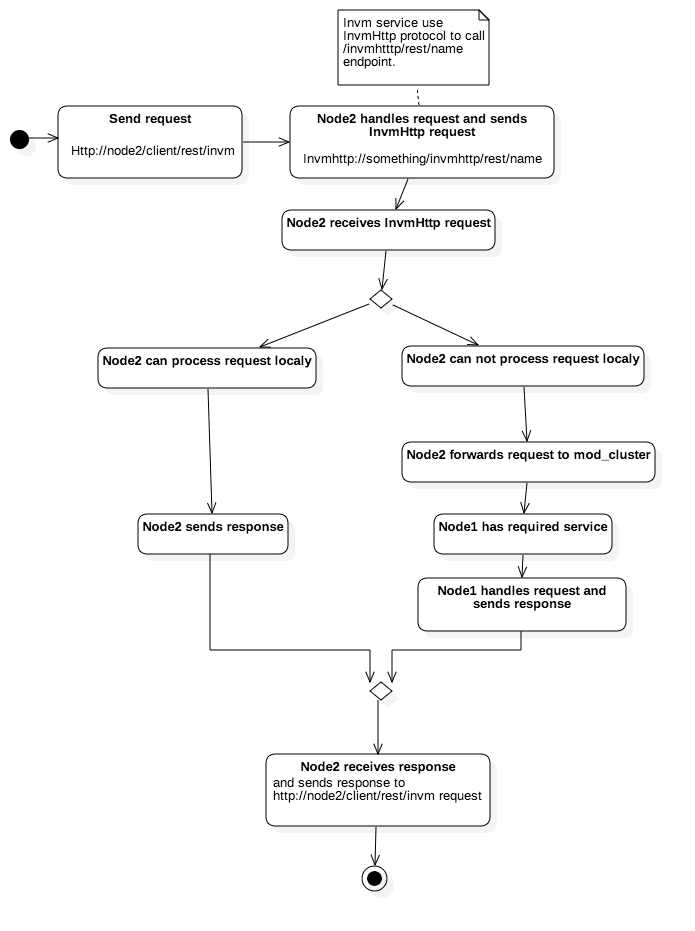 Invm service use
InvmHttp protocol to call
/invmhtttp/rest/name
endpoint.
Send request
Http://node2/client/rest/invm
Node2 handles request and sends
InvmHttp request
Invmhttp://something/invmhttp/rest/name
Node2 receives InvmHttp request
Node2 can process request localy
Node2 can not process request localy
Node2 forwards request to mod_cluster
Node2 sends response
Node1 has required service
Node1 handles request and
sends response
Node2 receives response
and sends response to
http://node2/client/rest/invm request